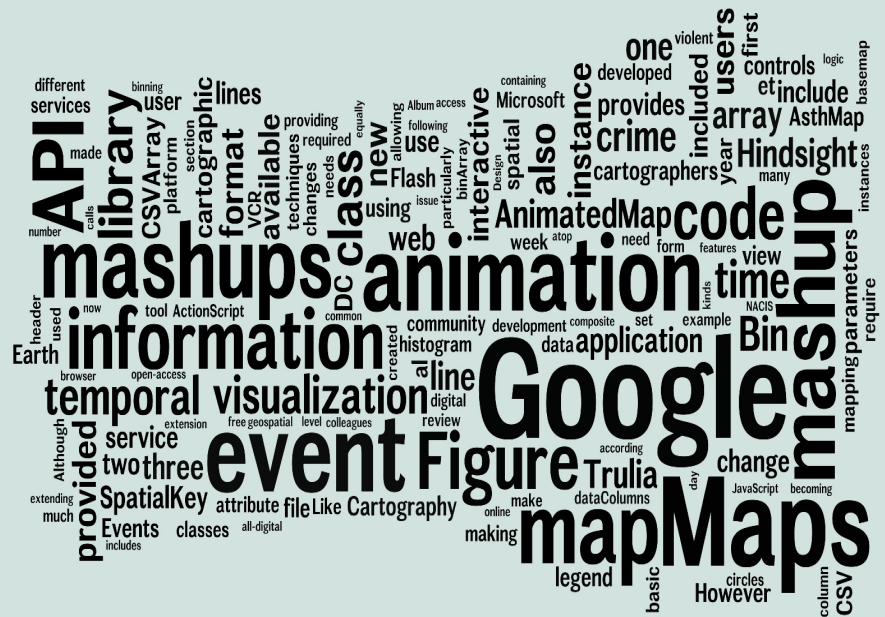 different
services
made
number
API
calls
library
binning
user
CSVArray
platform
section
cartographic
lines
format
VCR
available
providing
required
techniques
changes
needs
equally
class
new
allowing
Album
access
following
use
Flash
issue
using
particularly
binArray
interactive
containing
Microsoft
Design
spatial
also
instance
one
developed
violent
provides
crime
cartographers
included
users
first
year
array
controls
et
include
logic
basemap
AsthMap
Hindsight
many
instances
mashups
DC
web
animation
AnimatedMap
week
atop
need
form
code
features
view
time
kinds
NACIS
mashup
parameters
require
mapping
header
used
now
tool
ActionScript
common
Earth
information
browser
open-access
created
community
histogram
al
development
composite
set
example
data
application
Bin
temporal
visualization
line
digital
review
Google
extension
free
geospatial
level
colleagues
Although
provided
service
two
three
event
Figure
according
Trulia
day
change
JavaScript
becoming
extending
much
SpatialKey
attribute
file
Like
Cartography
dataColumns
online
make
making
map
Maps
Events
includes
classes
all-digital
legend
basic
circles
However
column
CSV